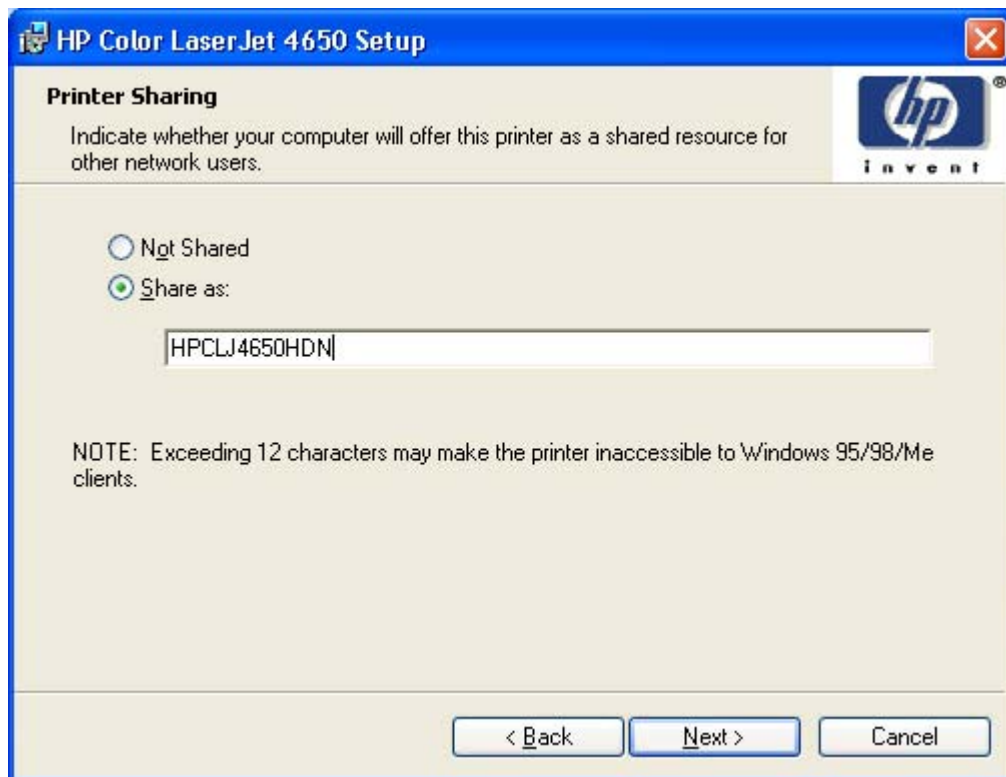 HP Color LaserJet 4650 Setup
Printer Sharing
Indicate whether your computer will offer this printer as a shared resource for
other network users.
hp
®
invent
Not Shared
Share as:
HPCLJ4650HDN
NOTE: Exceeding 12 characters may make the printer inaccessible to Windows 95/98/Me
clients.
< Back
Next >
Cancel